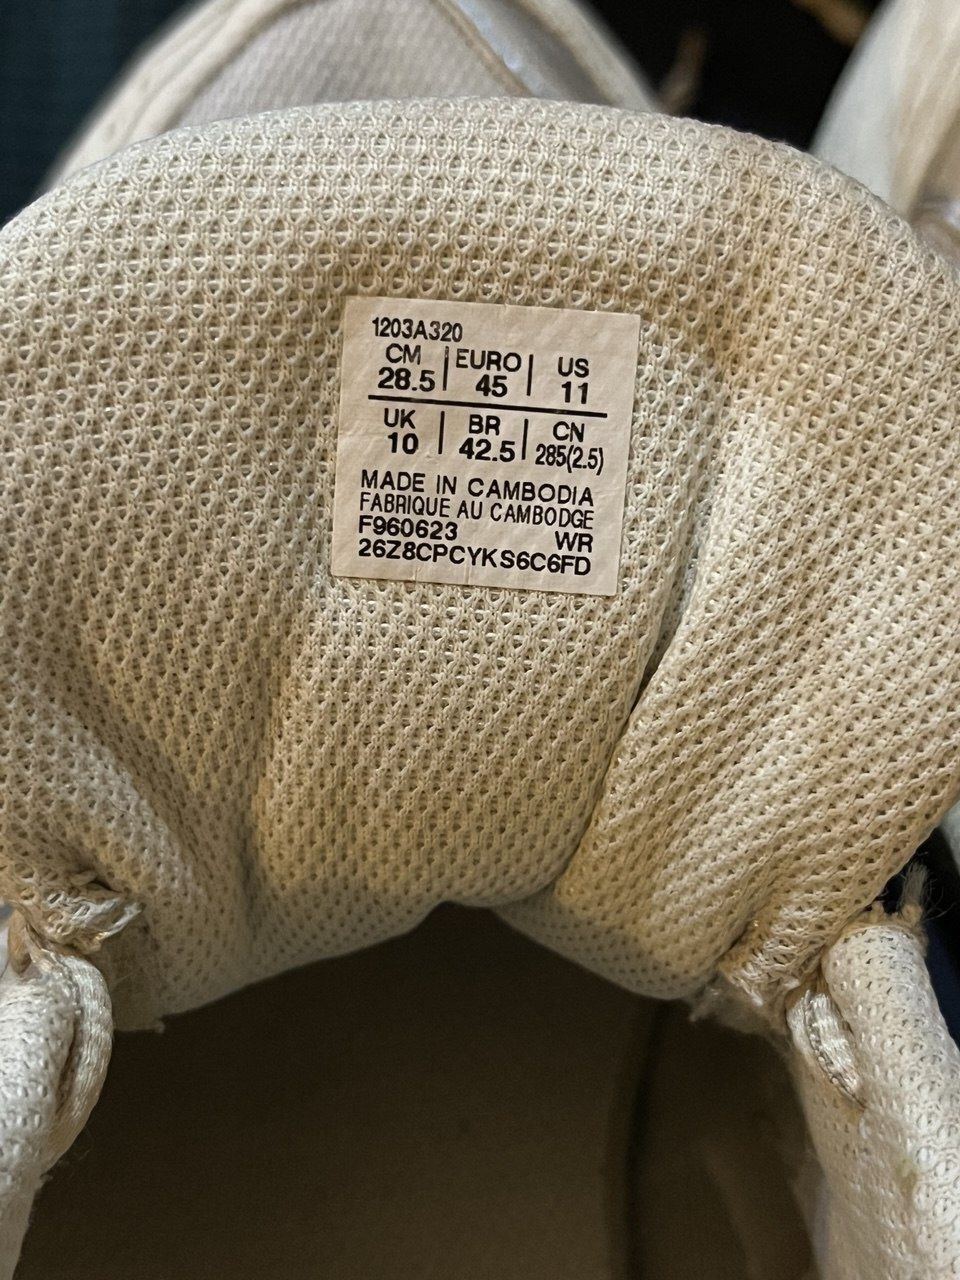 1203A320
CM | EURO | US
28.5 | 45 | 11
UK | BR | CN
10 | 42.5 | 285(2.5)
MADE IN CAMBODIA
FABRIQUE AU CAMBODGE
F960623 WR
26Z8CPCYKS6C6FD